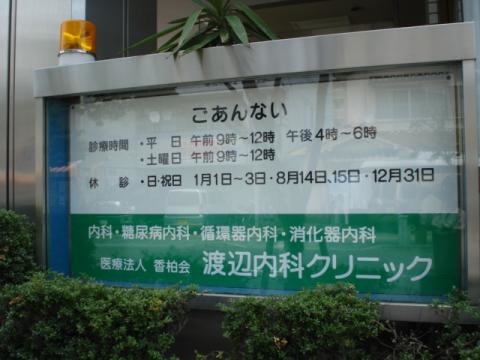 ごあんない
診療時間・平 日 午前9時〜12時 午後4時〜6時
・土曜日 午前9時〜12時
休 診・日・祝日 1月1日〜3日・8月14日、15日・12月31日
内科・糖尿病内科・循環器内科・消化器内科
医療法人 香柏会 渡辺内科クリニック